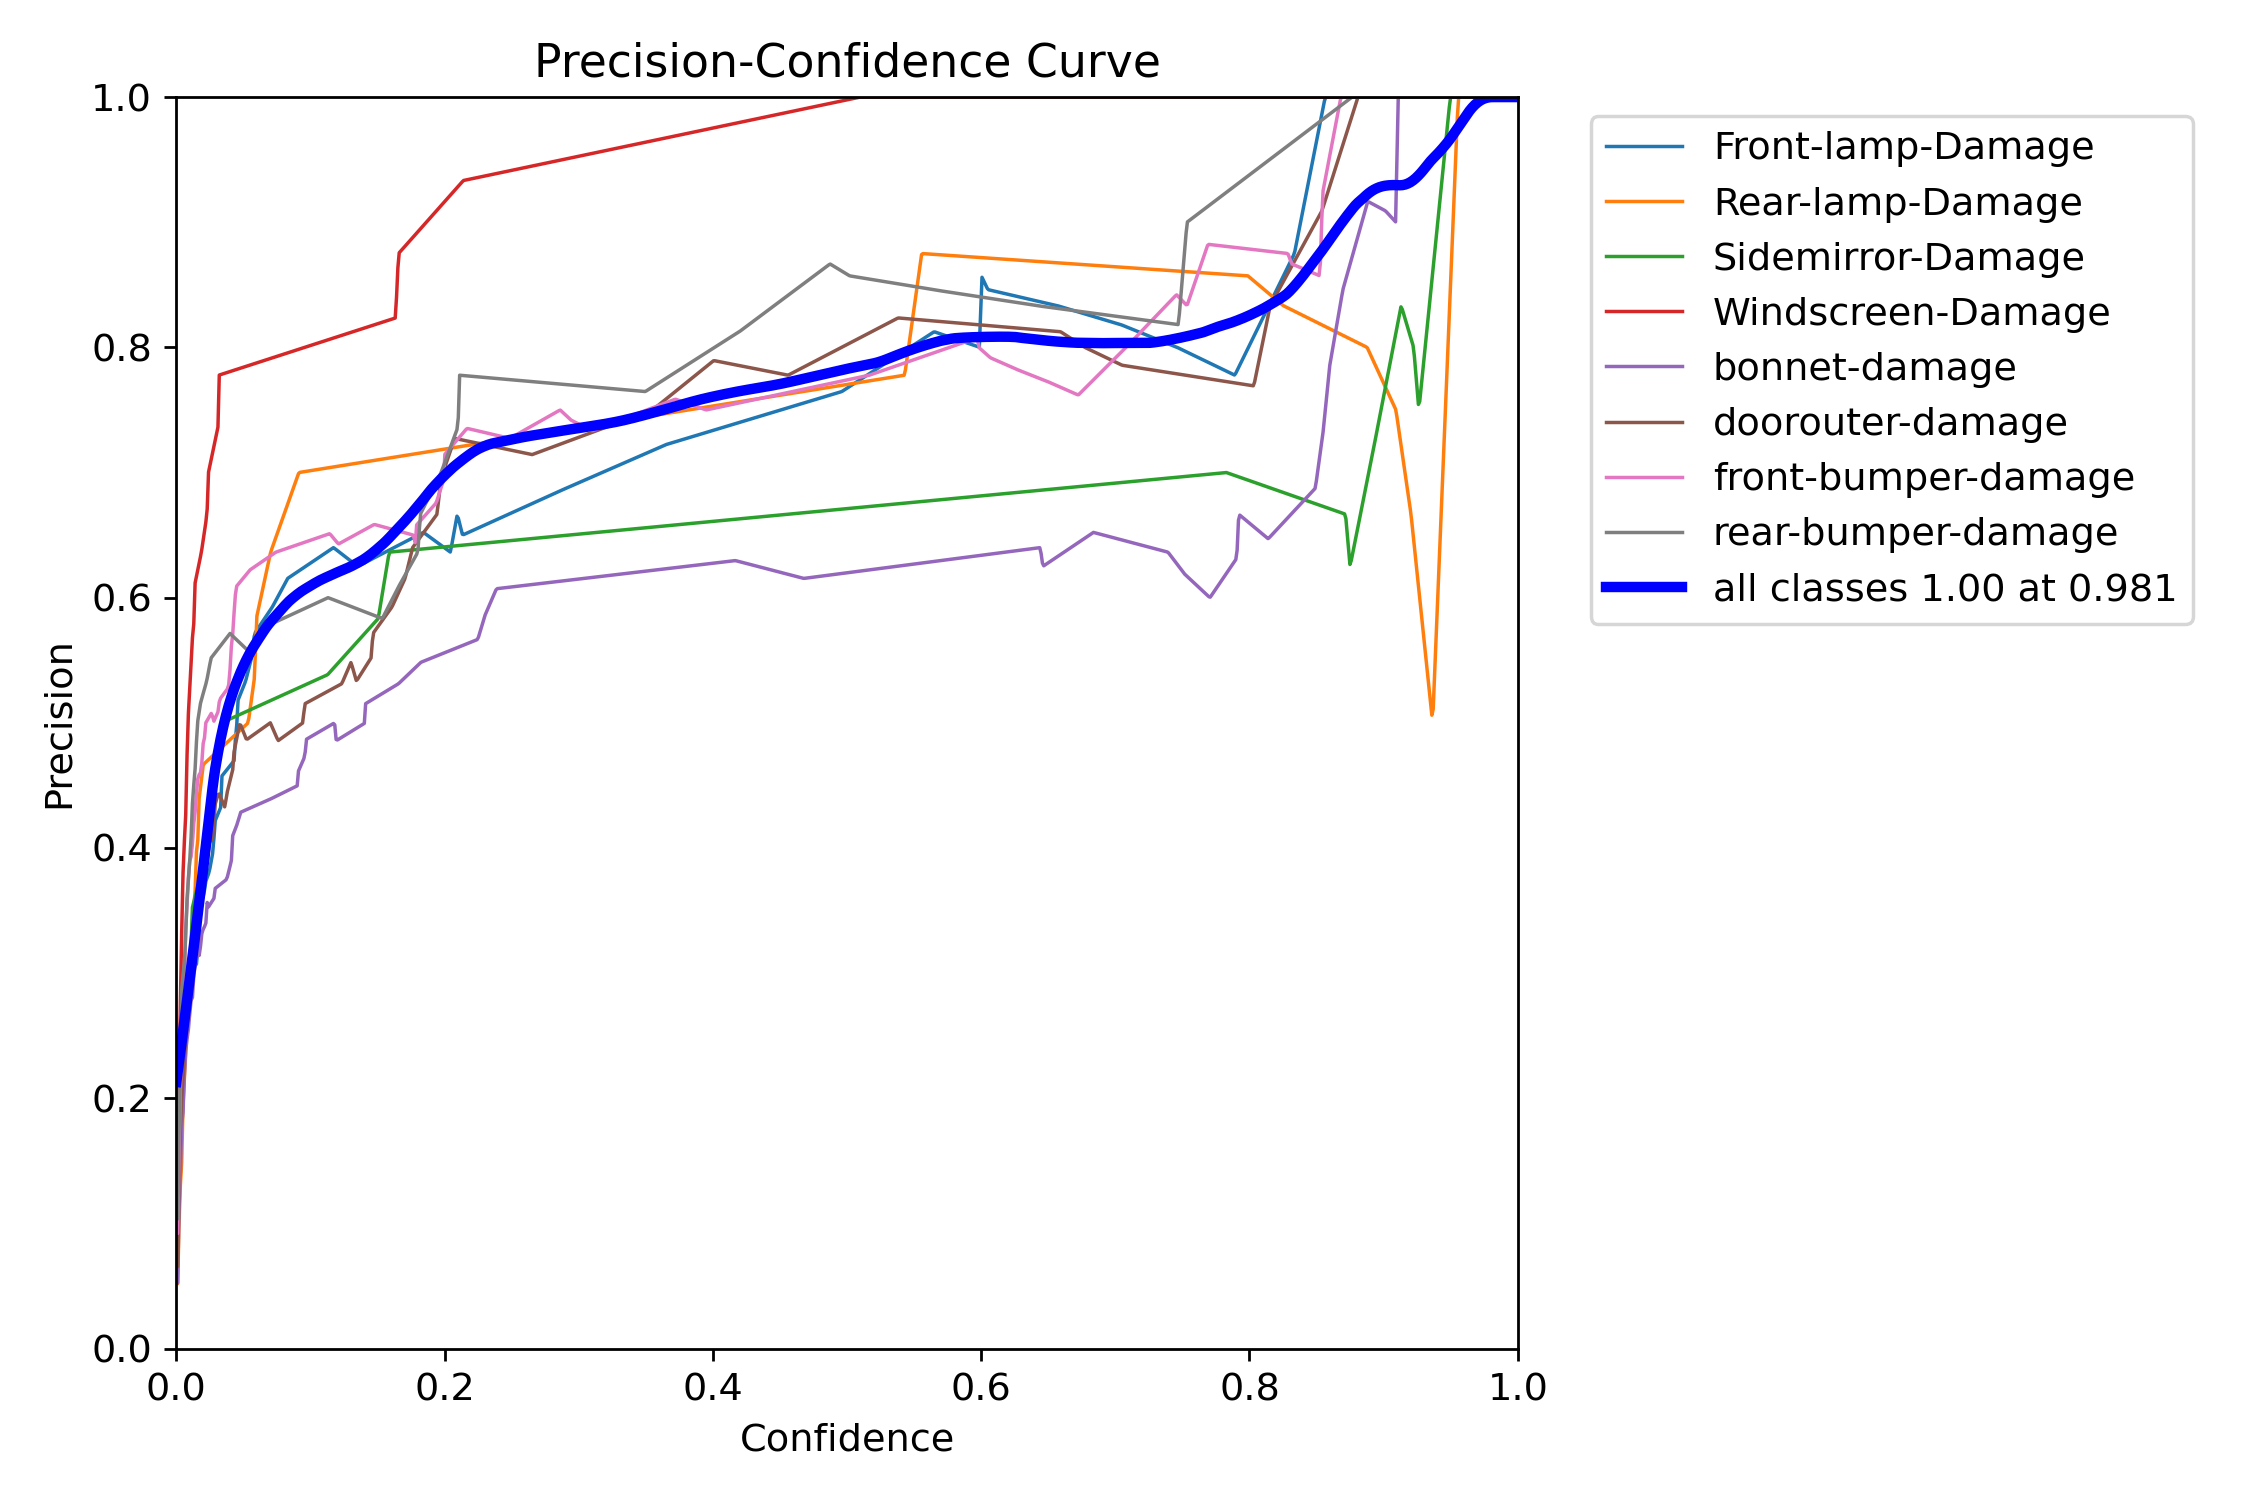 Precision-Confidence Curve
1.0
0.8
0.6
0.4
0.2
0.0
Precision
0.0 0.2 0.4 0.6 0.8 1.0
Confidence
Front-lamp-Damage
Rear-lamp-Damage
Sidemirror-Damage
Windscreen-Damage
bonnet-damage
doorouter-damage
front-bumper-damage
rear-bumper-damage
all classes 1.00 at 0.981